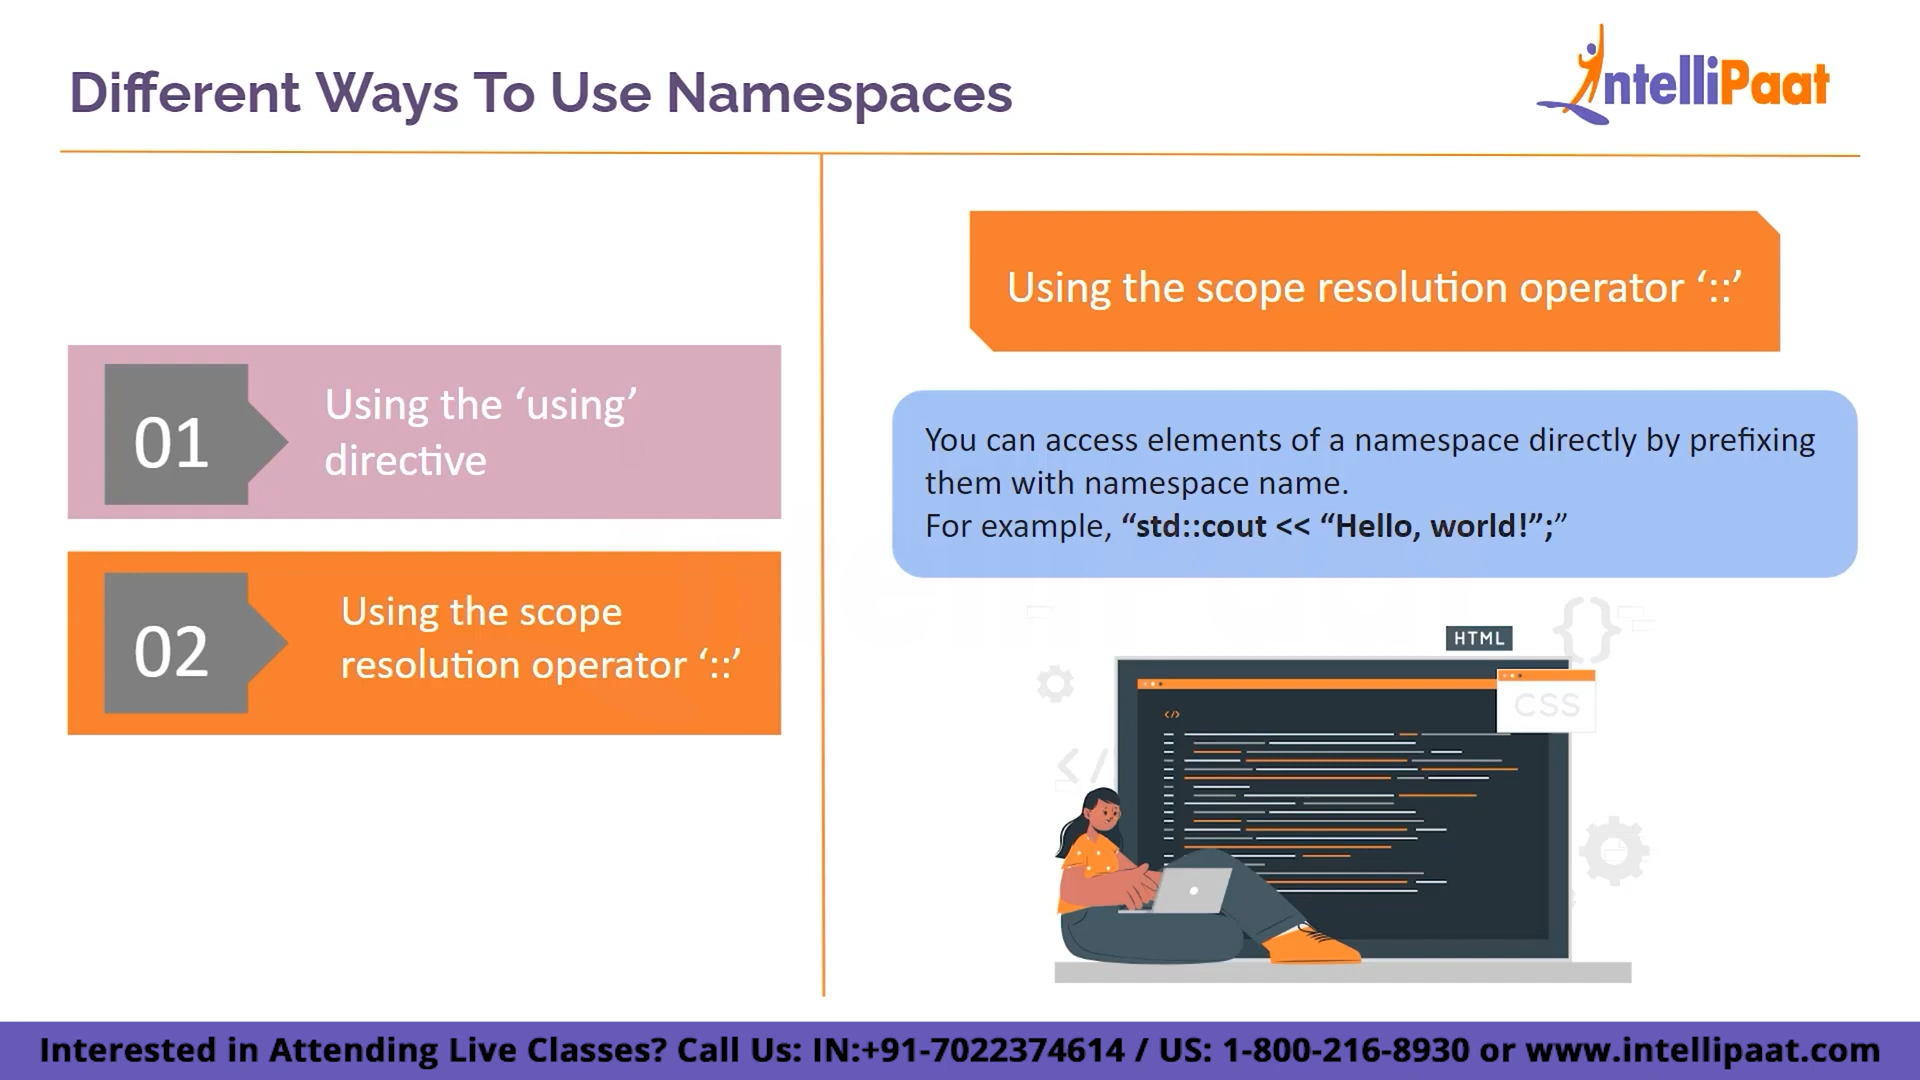 Different Ways To Use Namespaces
IntelliPaat
01
Using the ‘using’
directive
02
Using the scope
resolution operator ‘::’
Using the scope resolution operator ‘::’
You can access elements of a namespace directly by prefixing
them with namespace name.
For example, “std::cout << “Hello, world!”;”
HTML
{}
CSS
</>
</
Interested in Attending Live Classes? Call Us: IN:+91-7022374614 / US: 1-800-216-8930 or www.intellipaat.com